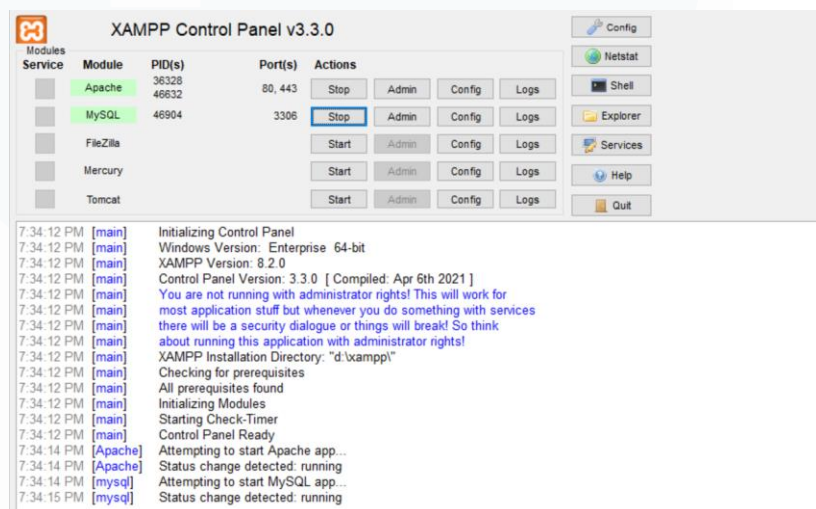 XAMPP Control Panel v3.3.0
Config
Modules
Service Module PID(s) Port(s) Actions
Netstat
Apache 36328 46632 80, 443 Stop Admin Config Logs
Shell
MySQL 46904 3306 Stop Admin Config Logs
Explorer
FileZilla Start Admin Config Logs
Services
Mercury Start Admin Config Logs
Help
Tomcat Start Admin Config Logs
Quit
7:34:12 PM [main] Initializing Control Panel
7:34:12 PM [main] Windows Version: Enterprise 64-bit
7:34:12 PM [main] XAMPP Version: 8.2.0
7:34:12 PM [main] Control Panel Version: 3.3.0 [ Compiled: Apr 6th 2021 ]
7:34:12 PM [main] You are not running with administrator rights! This will work for
7:34:12 PM [main] most application stuff but whenever you do something with services
7:34:12 PM [main] there will be a security dialogue or things will break! So think
7:34:12 PM [main] about running this application with administrator rights!
7:34:12 PM [main] XAMPP Installation Directory: "d:\xampp\"
7:34:12 PM [main] Checking for prerequisites
7:34:12 PM [main] All prerequisites found
7:34:12 PM [main] Initializing Modules
7:34:12 PM [main] Starting Check-Timer
7:34:12 PM [main] Control Panel Ready
7:34:14 PM [Apache] Attempting to start Apache app...
7:34:14 PM [Apache] Status change detected: running
7:34:14 PM [mysql] Attempting to start MySQL app...
7:34:15 PM [mysql] Status change detected: running